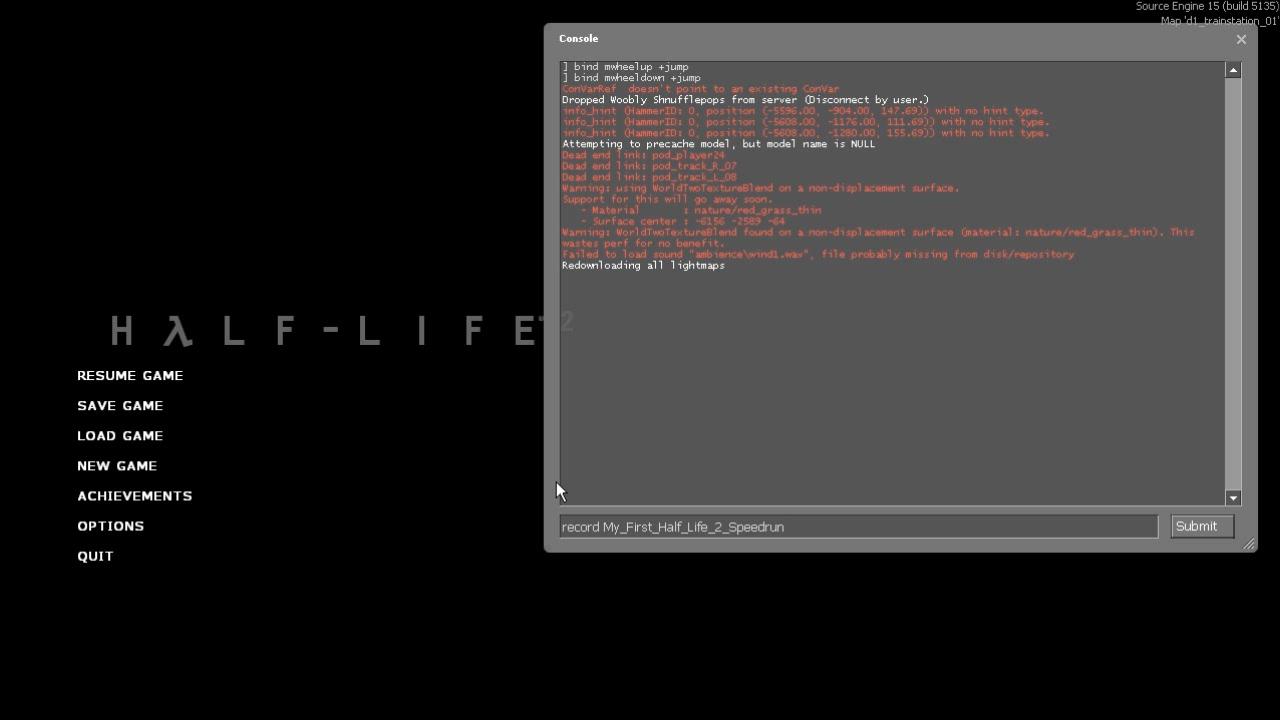 Source Engine 15 (build 5135)
Map 'd1_trainstation_01'
Console
] bind mwheelup +jump
] bind mwheeldown +jump
ConVarRef  doesn't point to an existing ConVar
Dropped Woobly Shnufflepops from server (Disconnect by user.)
info_hint (HammerID: 0, position (-5596.00, -904.00, 147.69)) with no hint type.
info_hint (HammerID: 0, position (-5608.00, -1176.00, 111.69)) with no hint type.
info_hint (HammerID: 0, position (-5608.00, -1280.00, 155.69)) with no hint type.
Attempting to precache model, but model name is NULL
Dead end link: pod_player24
Dead end link: pod_track_R_07
Dead end link: pod_track_L_08
Warning: using WorldTwoTextureBlend on a non-displacement surface.
Support for this will go away soon.
   - Material       : nature/red_grass_thin
   - Surface center : -6156 -2589 -64
Warning: WorldTwoTextureBlend found on a non-displacement surface (material: nature/red_grass_thin). This
wastes perf for no benefit.
Failed to load sound "ambience\wind1.wav", file probably missing from disk/repository
Redownloading all lightmaps
HλLF-LIFE 2
RESUME GAME
SAVE GAME
LOAD GAME
NEW GAME
ACHIEVEMENTS
OPTIONS
QUIT
record My_First_Half_Life_2_Speedrun
Submit